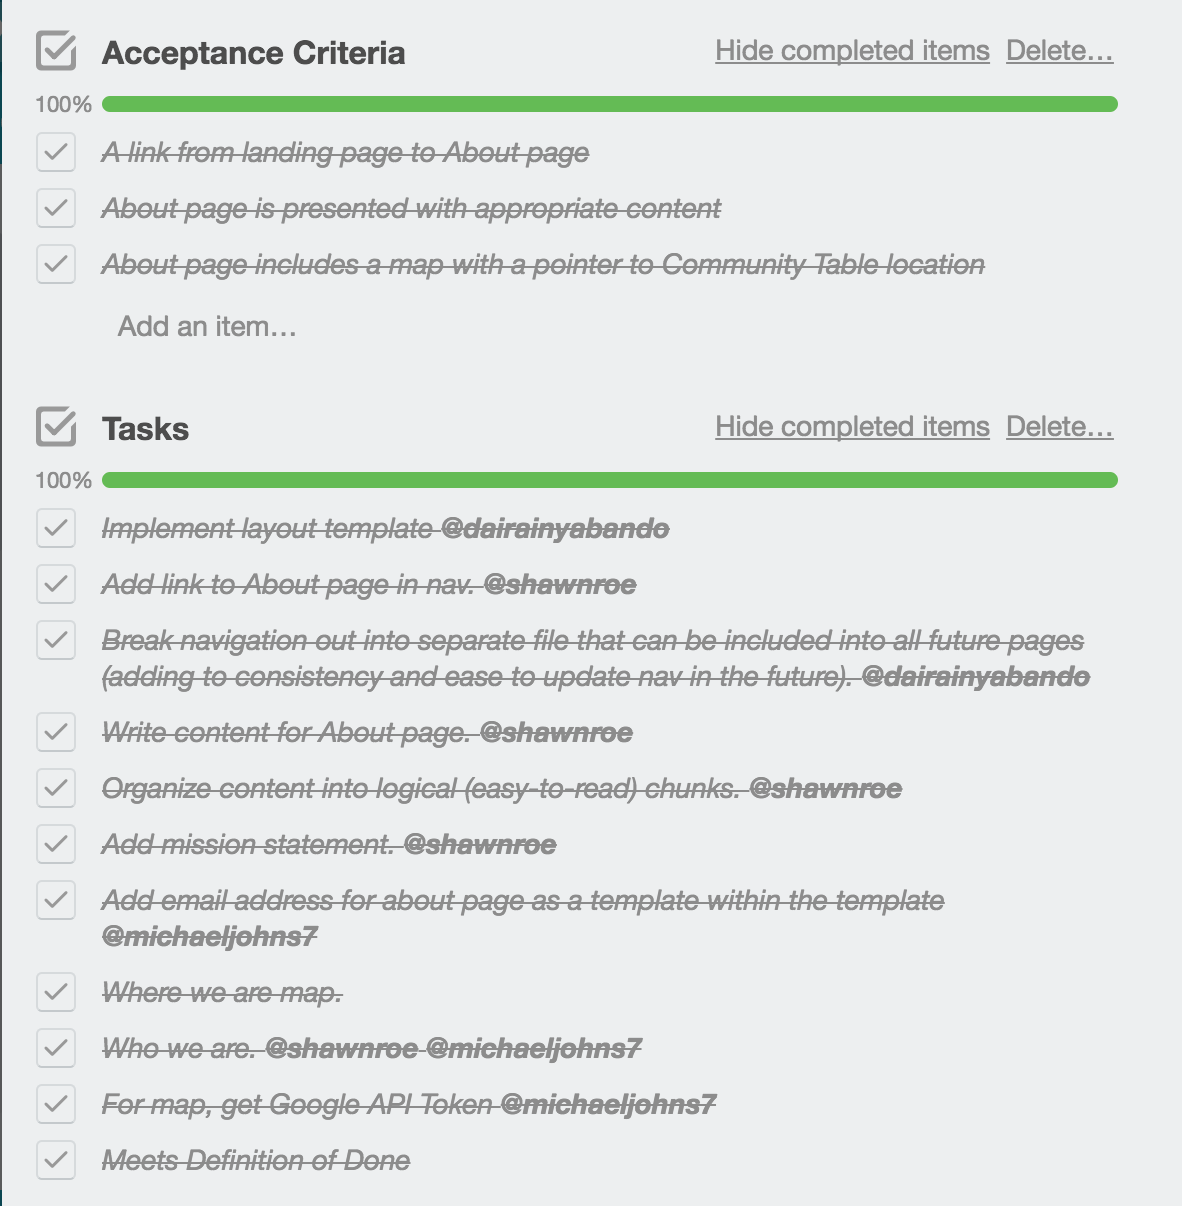 Acceptance Criteria
Hide completed items Delete…
100%
A link from landing page to About page
About page is presented with appropriate content
About page includes a map with a pointer to Community Table location
Add an item…
Tasks
Hide completed items Delete…
100%
Implement layout template @dairainyabando
Add link to About page in nav. @shawnroe
Break navigation out into separate file that can be included into all future pages
(adding to consistency and ease to update nav in the future). @dairainyabando
Write content for About page. @shawnroe
Organize content into logical (easy-to-read) chunks. @shawnroe
Add mission statement. @shawnroe
Add email address for about page as a template within the template
@michaeljohns7
Where we are map.
Who we are. @shawnroe @michaeljohns7
For map, get Google API Token @michaeljohns7
Meets Definition of Done